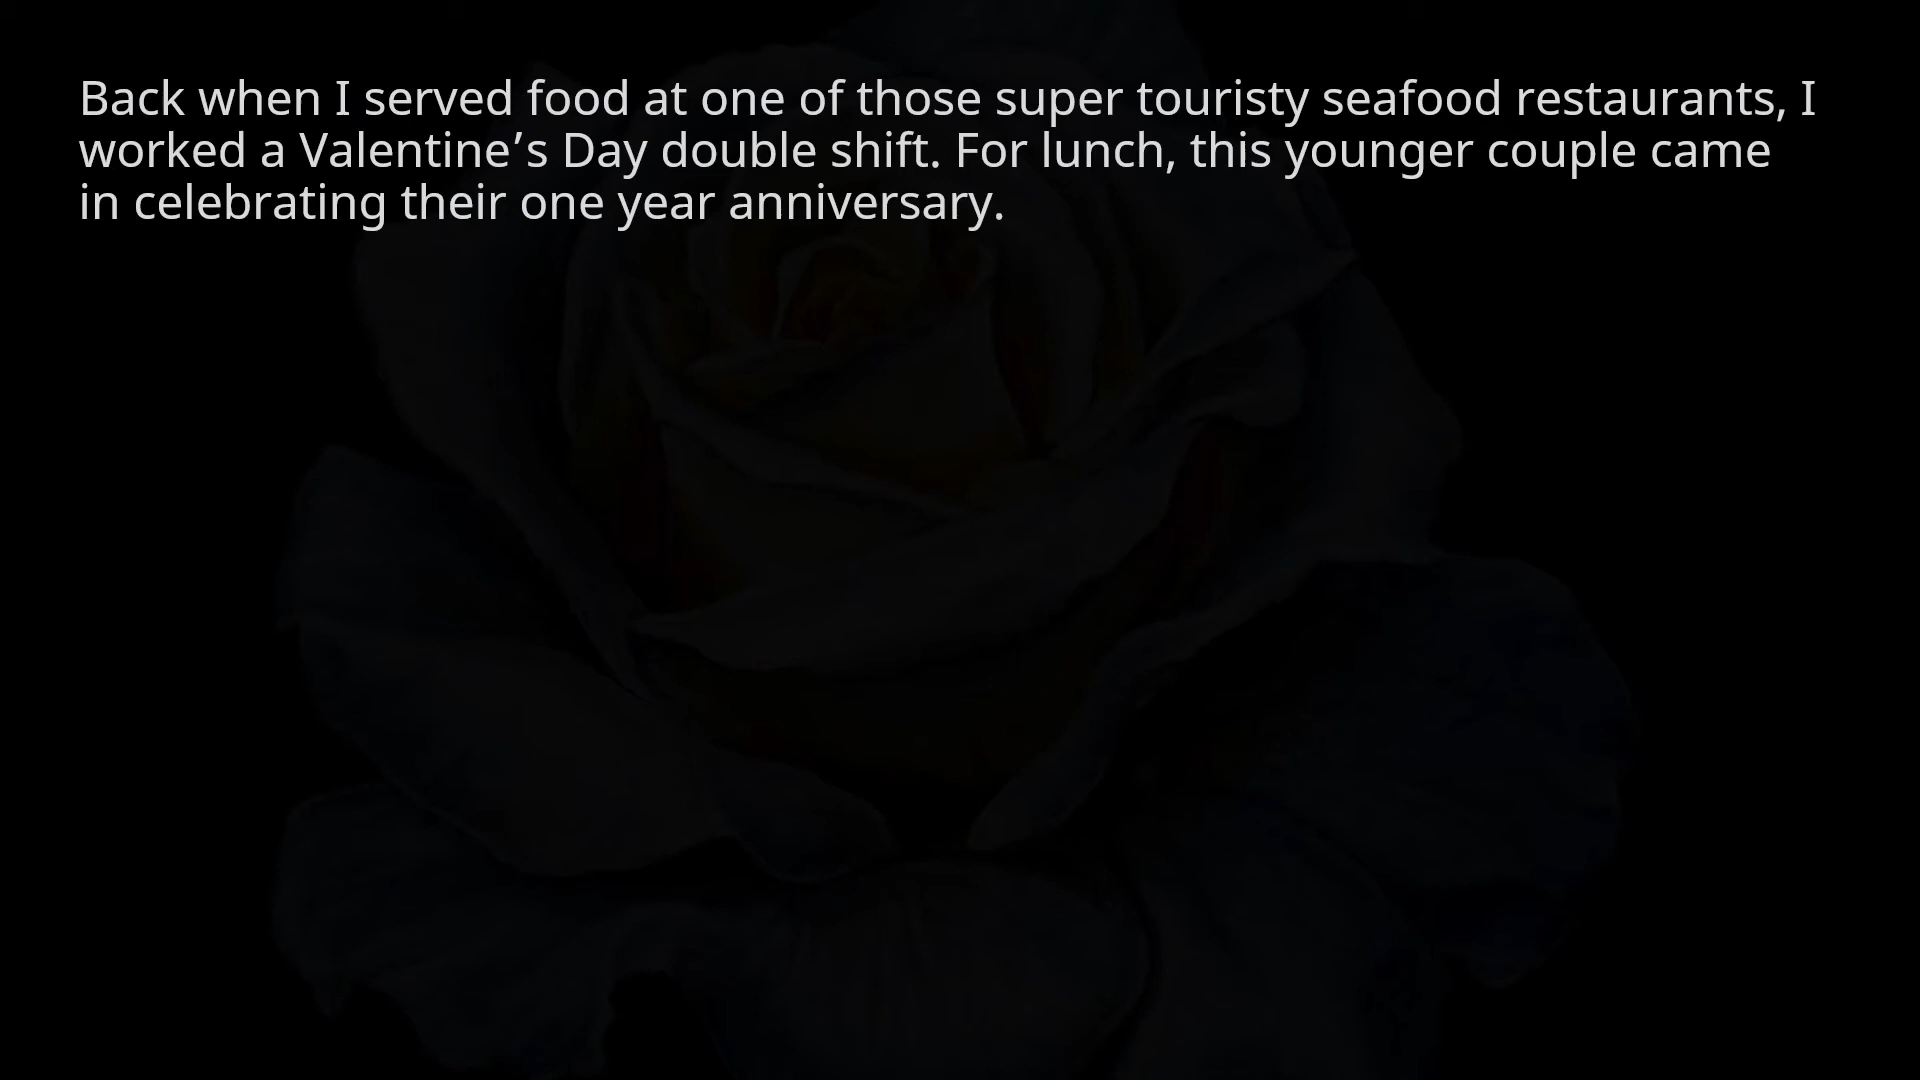 Back when I served food at one of those super touristy seafood restaurants, I
worked a Valentine’s Day double shift. For lunch, this younger couple came
in celebrating their one year anniversary.